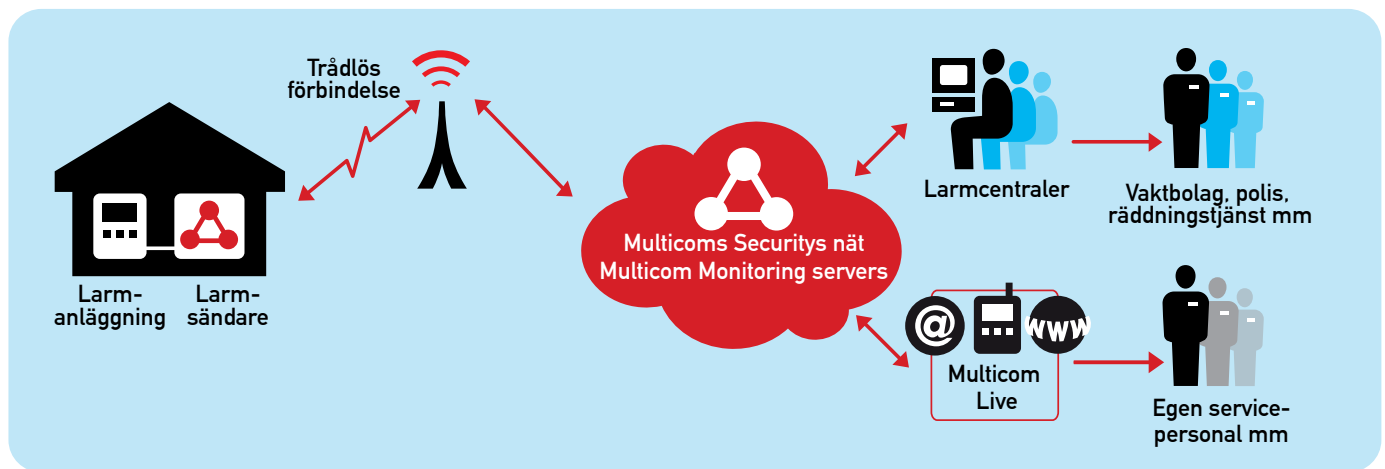 Trådlös
förbindelse
Larm-
anläggning
Larm-
sändare
Multicoms Securitys nät
Multicom Monitoring servers
Larmcentraler
Vaktbolag, polis,
räddningstjänst mm
@
www
Multicom
Live
Egen service-
personal mm